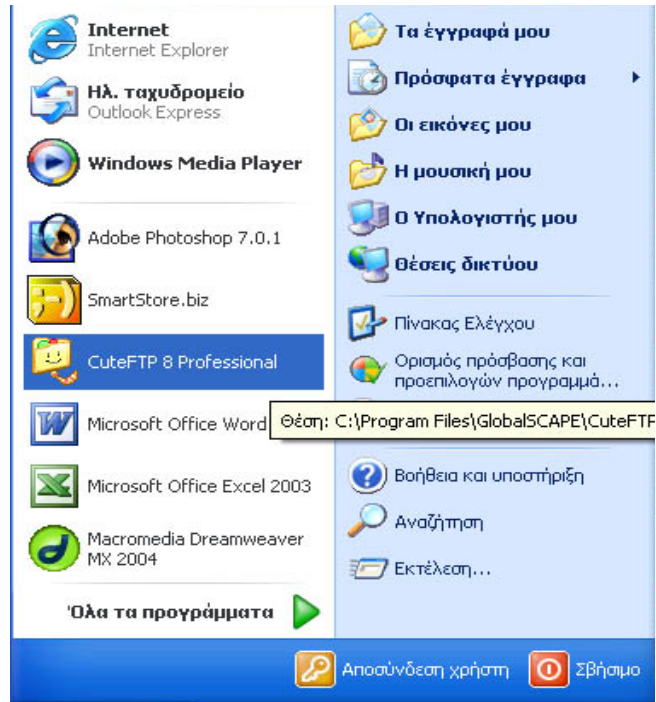 Internet
Internet Explorer
Ηλ. ταχυδρομείο
Outlook Express
Windows Media Player
Adobe Photoshop 7.0.1
SmartStore.biz
CuteFTP 8 Professional
Microsoft Office Word
Microsoft Office Excel 2003
Macromedia Dreamweaver
MX 2004
Όλα τα προγράμματα
Τα έγγραφά μου
Πρόσφατα έγγραφα
Οι εικόνες μου
Η μουσική μου
Ο Υπολογιστής μου
Θέσεις δικτύου
Πίνακας Ελέγχου
Ορισμός πρόσβασης και
προεπιλογών προγραμμά...
Θέση: C:\Program Files\GlobalSCAPE\CuteFTP
Βοήθεια και υποστήριξη
Αναζήτηση
Εκτέλεση...
Αποσύνδεση χρήστη
Σβήσιμο